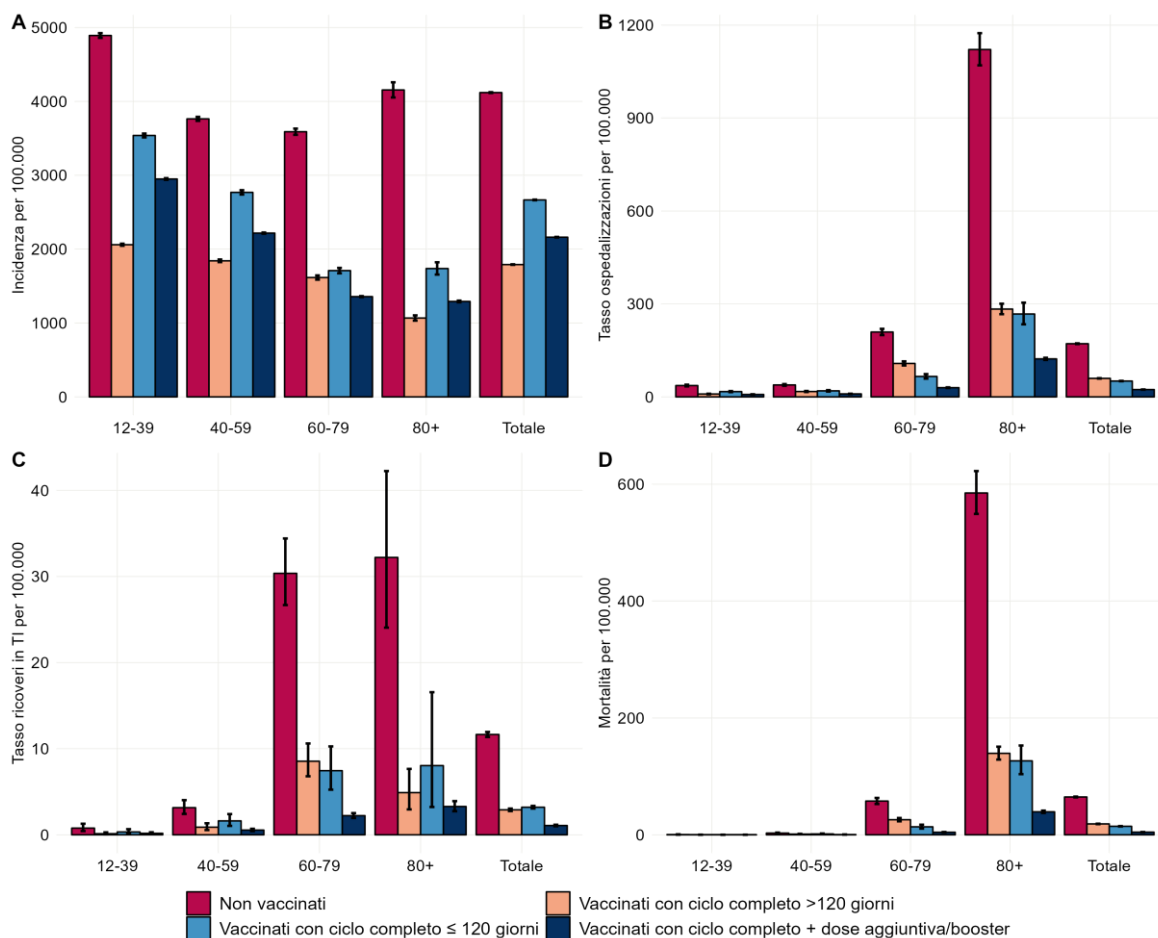 A
Incidenza per 100.000
5000
4000
3000
2000
1000
0
12-39 40-59 60-79 80+ Totale
B
Tasso ospedalizzazioni per 100.000
1200
900
600
300
0
12-39 40-59 60-79 80+ Totale
C
Tasso ricoveri in TI per 100.000
40
30
20
10
0
12-39 40-59 60-79 80+ Totale
D
Mortalità per 100.000
600
400
200
0
12-39 40-59 60-79 80+ Totale
Non vaccinati
Vaccinati con ciclo completo >120 giorni
Vaccinati con ciclo completo ≤ 120 giorni
Vaccinati con ciclo completo + dose aggiuntiva/booster